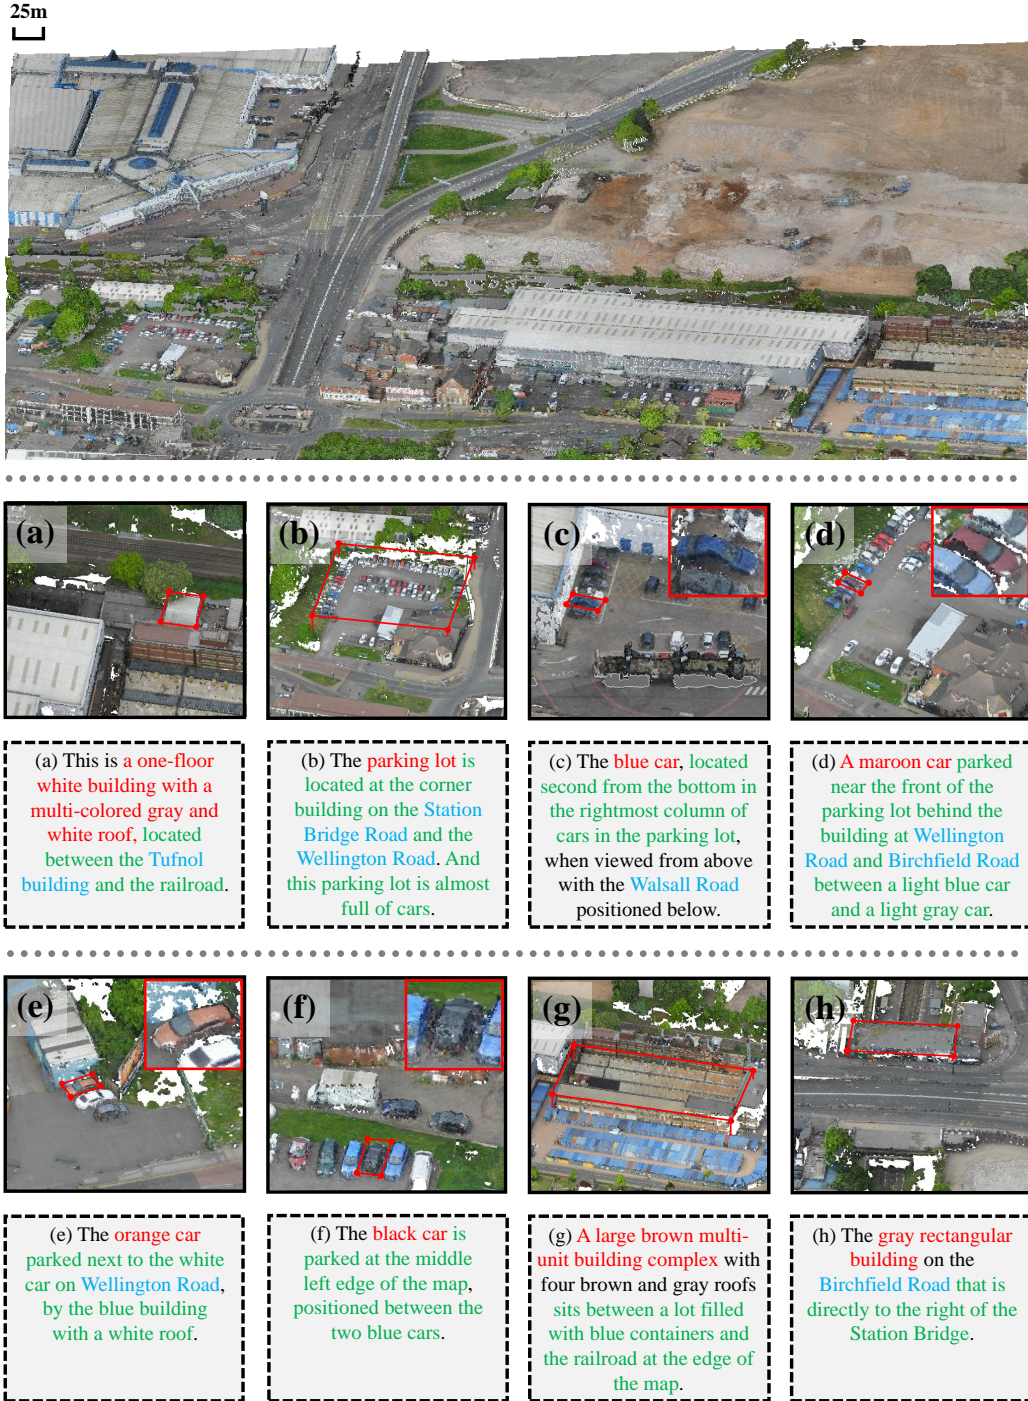 25m
(a)
(b)
(c)
(d)
(a) This is a one-floor
white building with a
multi-colored gray and
white roof, located
between the Tufnol
building and the railroad.
(b) The parking lot is
located at the corner
building on the Station
Bridge Road and the
Wellington Road. And
this parking lot is almost
full of cars.
(c) The blue car, located
second from the bottom in
the rightmost column of
cars in the parking lot,
when viewed from above
with the Walsall Road
positioned below.
(d) A maroon car parked
near the front of the
parking lot behind the
building at Wellington
Road and Birchfield Road
between a light blue car
and a light gray car.
(e)
(f)
(g)
(h)
(e) The orange car
parked next to the white
car on Wellington Road,
by the blue building
with a white roof.
(f) The black car is
parked at the middle
left edge of the map,
positioned between the
two blue cars.
(g) A large brown multi-
unit building complex with
four brown and gray roofs
sits between a lot filled
with blue containers and
the railroad at the edge of
the map.
(h) The gray rectangular
building on the
Birchfield Road that is
directly to the right of the
Station Bridge.